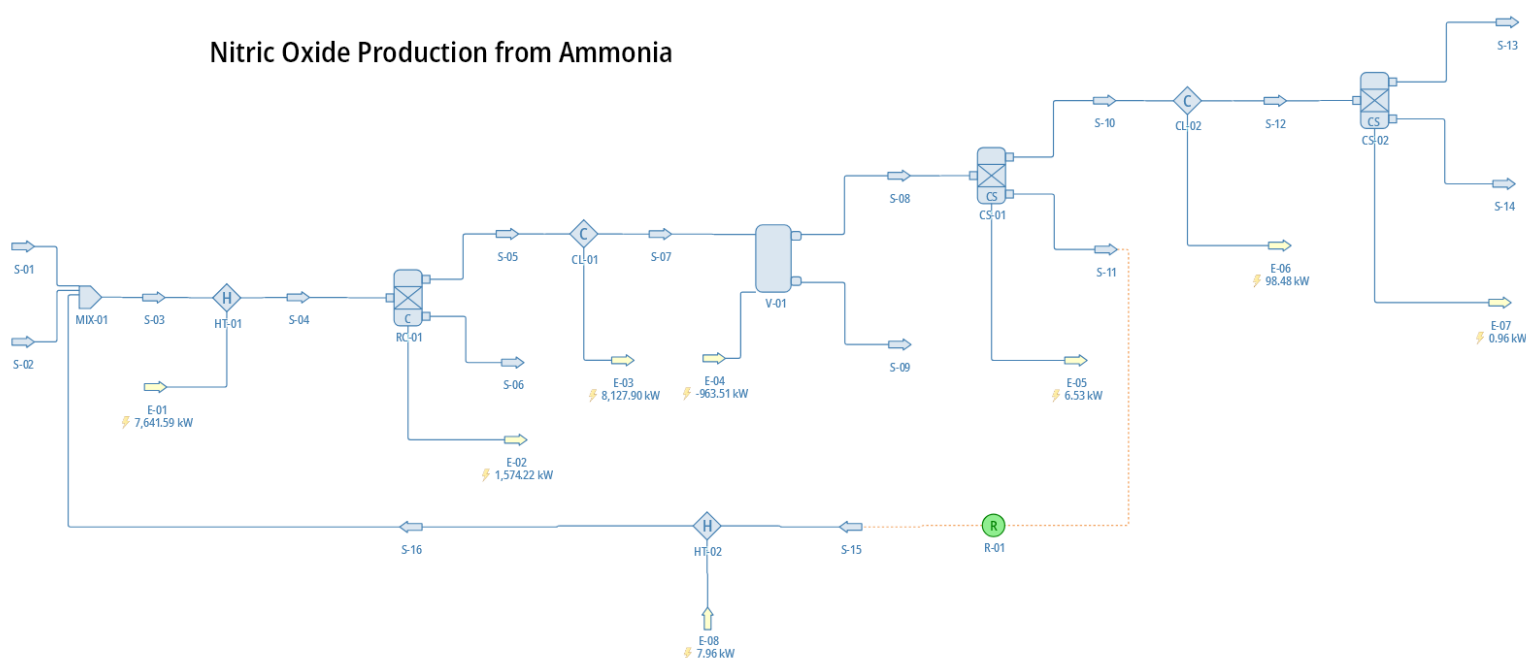 Nitric Oxide Production from Ammonia
S-13
S-10
C
CL-02
S-12
CS
CS-02
S-14
S-08
CS
CS-01
S-11
E-06
98.48 kW
E-07
0.96 kW
S-01
S-02
MIX-01
S-03
H
HT-01
S-04
E-01
7,641.59 kW
C
RC-01
S-05
S-06
E-02
1,574.22 kW
C
CL-01
S-07
E-03
8,127.90 kW
V-01
E-04
-963.51 kW
S-09
E-05
6.53 kW
S-16
H
HT-02
S-15
R
R-01
E-08
7.96 kW